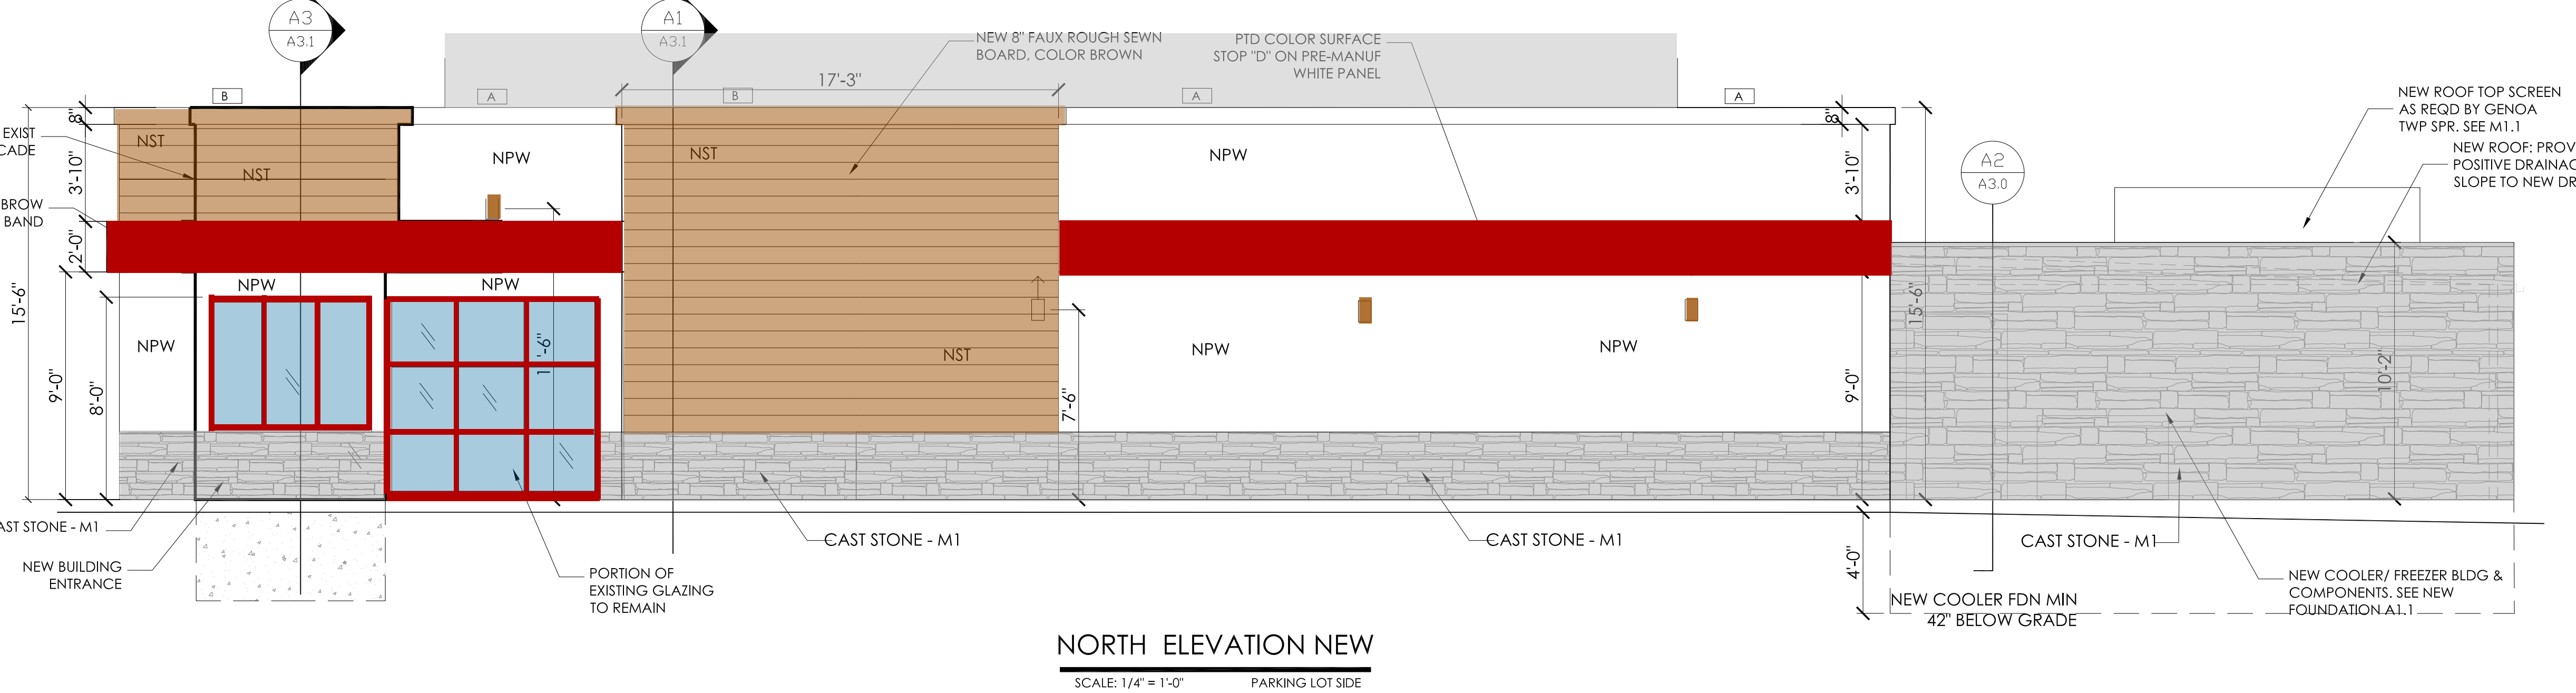 A3
A3.1
A1
A3.1
NEW 8" FAUX ROUGH SEWN
BOARD, COLOR BROWN
PTD COLOR SURFACE
STOP "D" ON PRE-MANUF
WHITE PANEL
17'-3"
B
A
B
A
A
NEW ROOF TOP SCREEN
AS REQD BY GENOA
TWP SPR. SEE M1.1
NEW ROOF: PROV
POSITIVE DRAINAG
SLOPE TO NEW DR
A2
A3.0
EXIST
CADE
BROW
BAND
8"
3'-10"
2'-0"
15'-6"
9'-0"
8'-0"
NST
NST
NPW
NST
NPW
8"
3'-10"
NPW
NPW
NPW
1'-6"
NST
7'-6"
NPW
NPW
9'-0"
15'-6"
10'-2"
AST STONE - M1
NEW BUILDING
ENTRANCE
PORTION OF
EXISTING GLAZING
TO REMAIN
CAST STONE - M1
CAST STONE - M1
4'-0"
CAST STONE - M1
NEW COOLER FDN MIN
42" BELOW GRADE
NEW COOLER/ FREEZER BLDG &
COMPONENTS. SEE NEW
FOUNDATION A1.1
NORTH ELEVATION NEW
SCALE: 1/4" = 1'-0" PARKING LOT SIDE